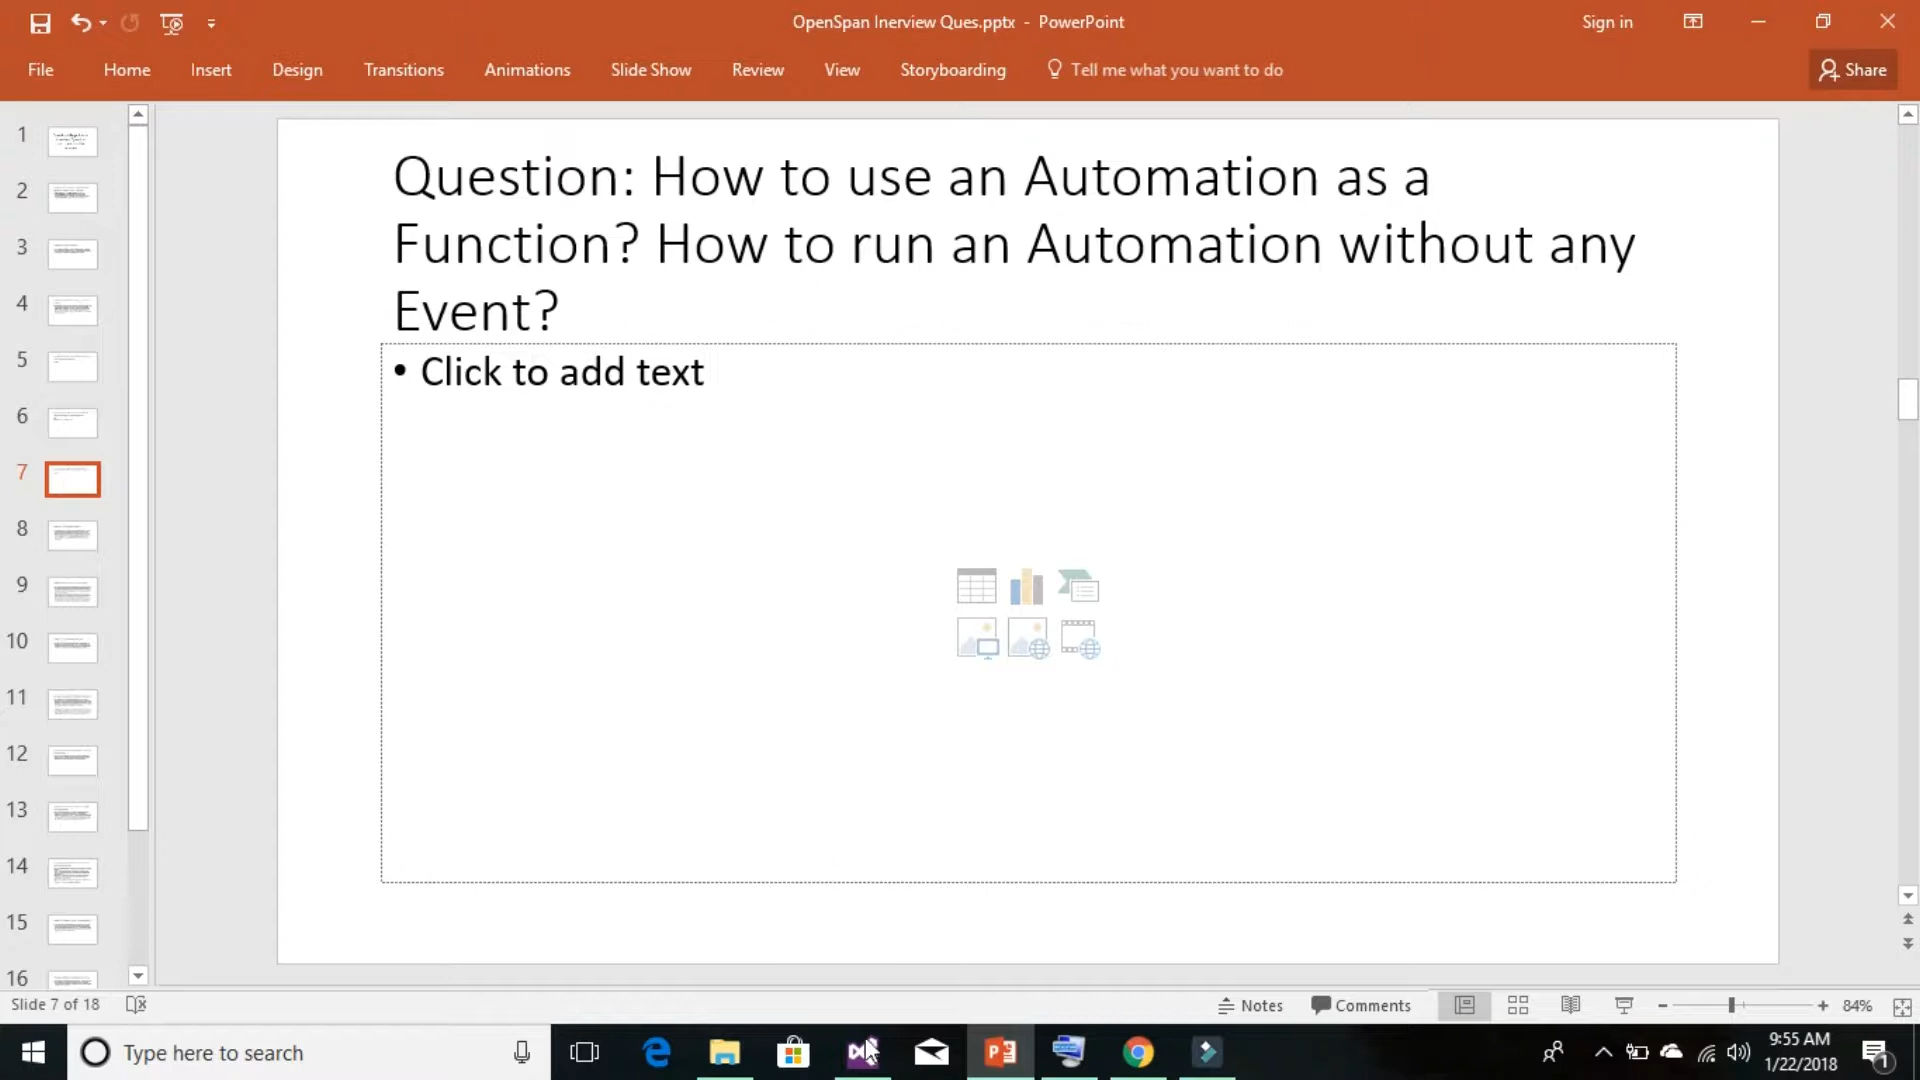 OpenSpan Inerview Ques.pptx - PowerPoint
Sign in
File Home Insert Design Transitions Animations Slide Show Review View Storyboarding Tell me what you want to do Share
Question: How to use an Automation as a
Function? How to run an Automation without any
Event?
• Click to add text
1
2
3
4
5
6
7
8
9
10
11
12
13
14
15
16
Slide 7 of 18
Notes Comments 84%
Type here to search
9:55 AM
1/22/2018
1